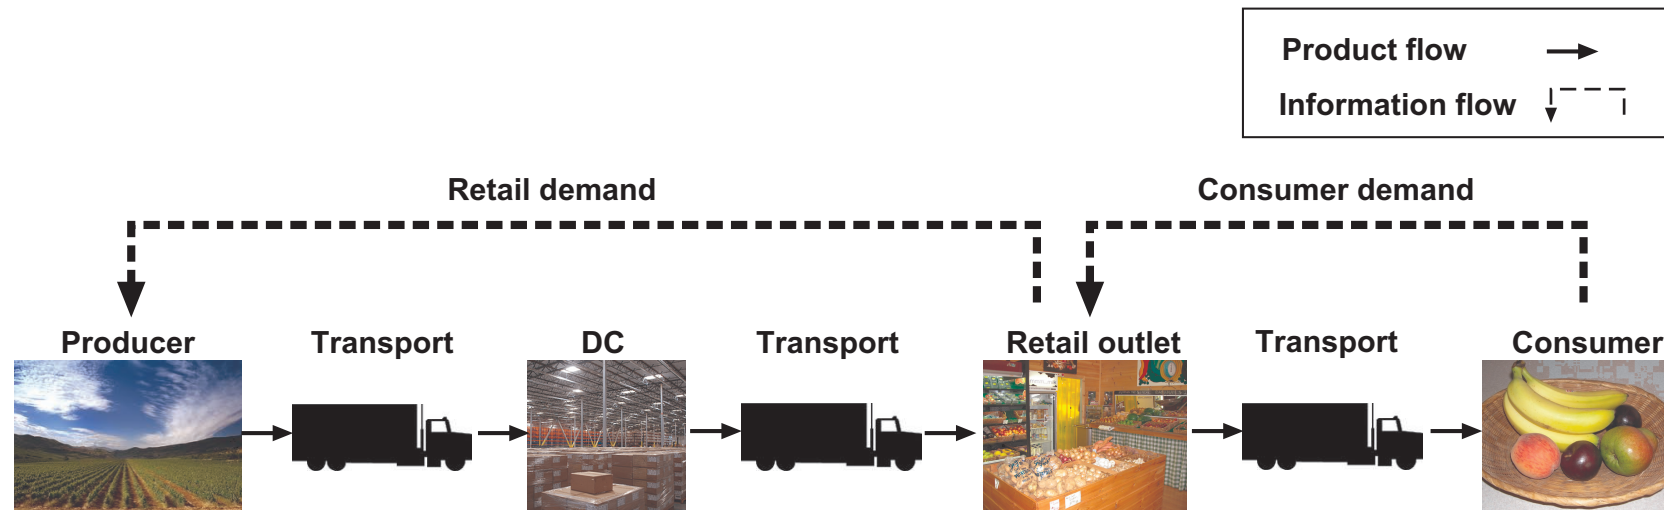 Product flow
Information flow
Retail demand
Consumer demand
Producer
Transport
DC
Transport
Retail outlet
Transport
Consumer